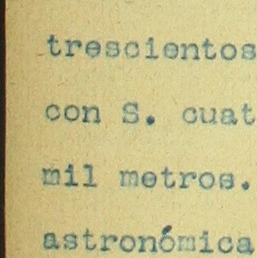 trescientos
con S. cuat
mil metros.
astronómica